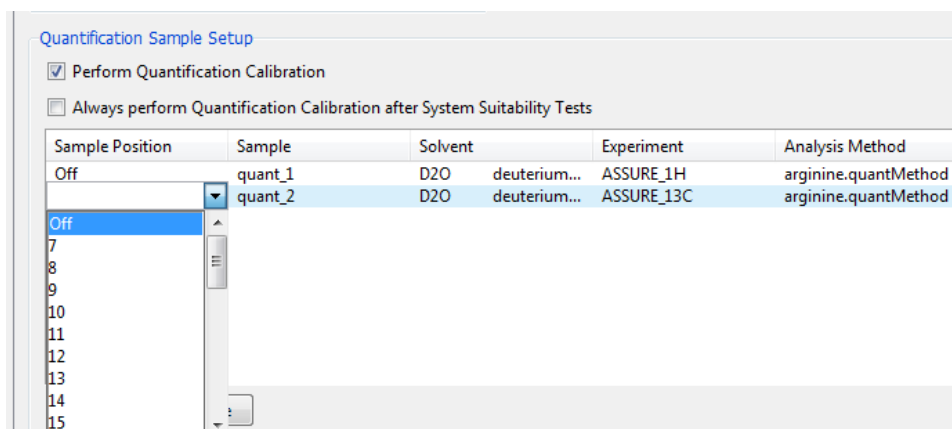 Quantification Sample Setup
Perform Quantification Calibration
Always perform Quantification Calibration after System Suitability Tests
Sample Position Sample Solvent Experiment Analysis Method
Off quant_1 D2O deuterium... ASSURE_1H arginine.quantMethod
quant_2 D2O deuterium... ASSURE_13C arginine.quantMethod
Off
7
8
9
10
11
12
13
14
15